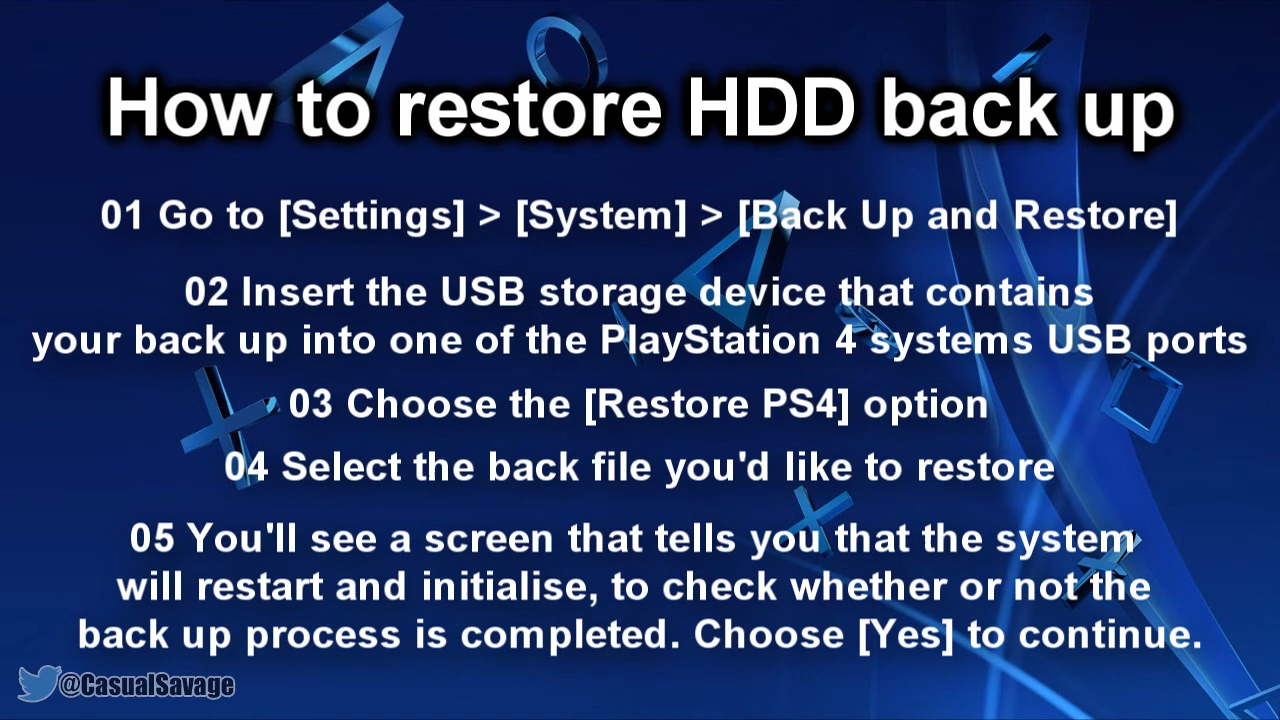 How to restore HDD back up
01 Go to [Settings] > [System] > [Back Up and Restore]
02 Insert the USB storage device that contains
your back up into one of the PlayStation 4 systems USB ports
03 Choose the [Restore PS4] option
04 Select the back file you'd like to restore
05 You'll see a screen that tells you that the system
will restart and initialise, to check whether or not the
back up process is completed. Choose [Yes] to continue.
@CasualSavage